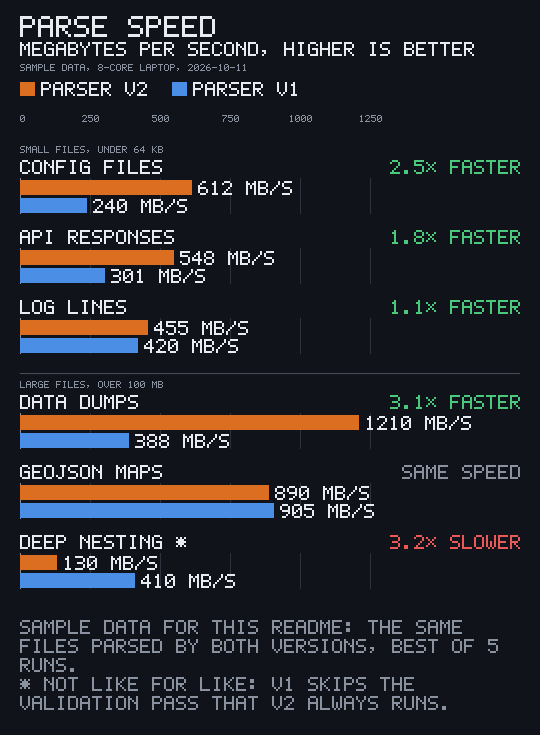 PARSE SPEED
MEGABYTES PER SECOND, HIGHER IS BETTER
SAMPLE DATA, 8-CORE LAPTOP, 2026-10-11
PARSER V2 PARSER V1
0 250 500 750 1000 1250
SMALL FILES, UNDER 64 KB
CONFIG FILES 2.5× FASTER
612 MB/S
240 MB/S
API RESPONSES 1.8× FASTER
548 MB/S
301 MB/S
LOG LINES 1.1× FASTER
455 MB/S
420 MB/S
LARGE FILES, OVER 100 MB
DATA DUMPS 3.1× FASTER
1210 MB/S
388 MB/S
GEOJSON MAPS SAME SPEED
890 MB/S
905 MB/S
DEEP NESTING * 3.2× SLOWER
130 MB/S
410 MB/S
SAMPLE DATA FOR THIS README: THE SAME
FILES PARSED BY BOTH VERSIONS, BEST OF 5
RUNS.
* NOT LIKE FOR LIKE: V1 SKIPS THE
VALIDATION PASS THAT V2 ALWAYS RUNS.